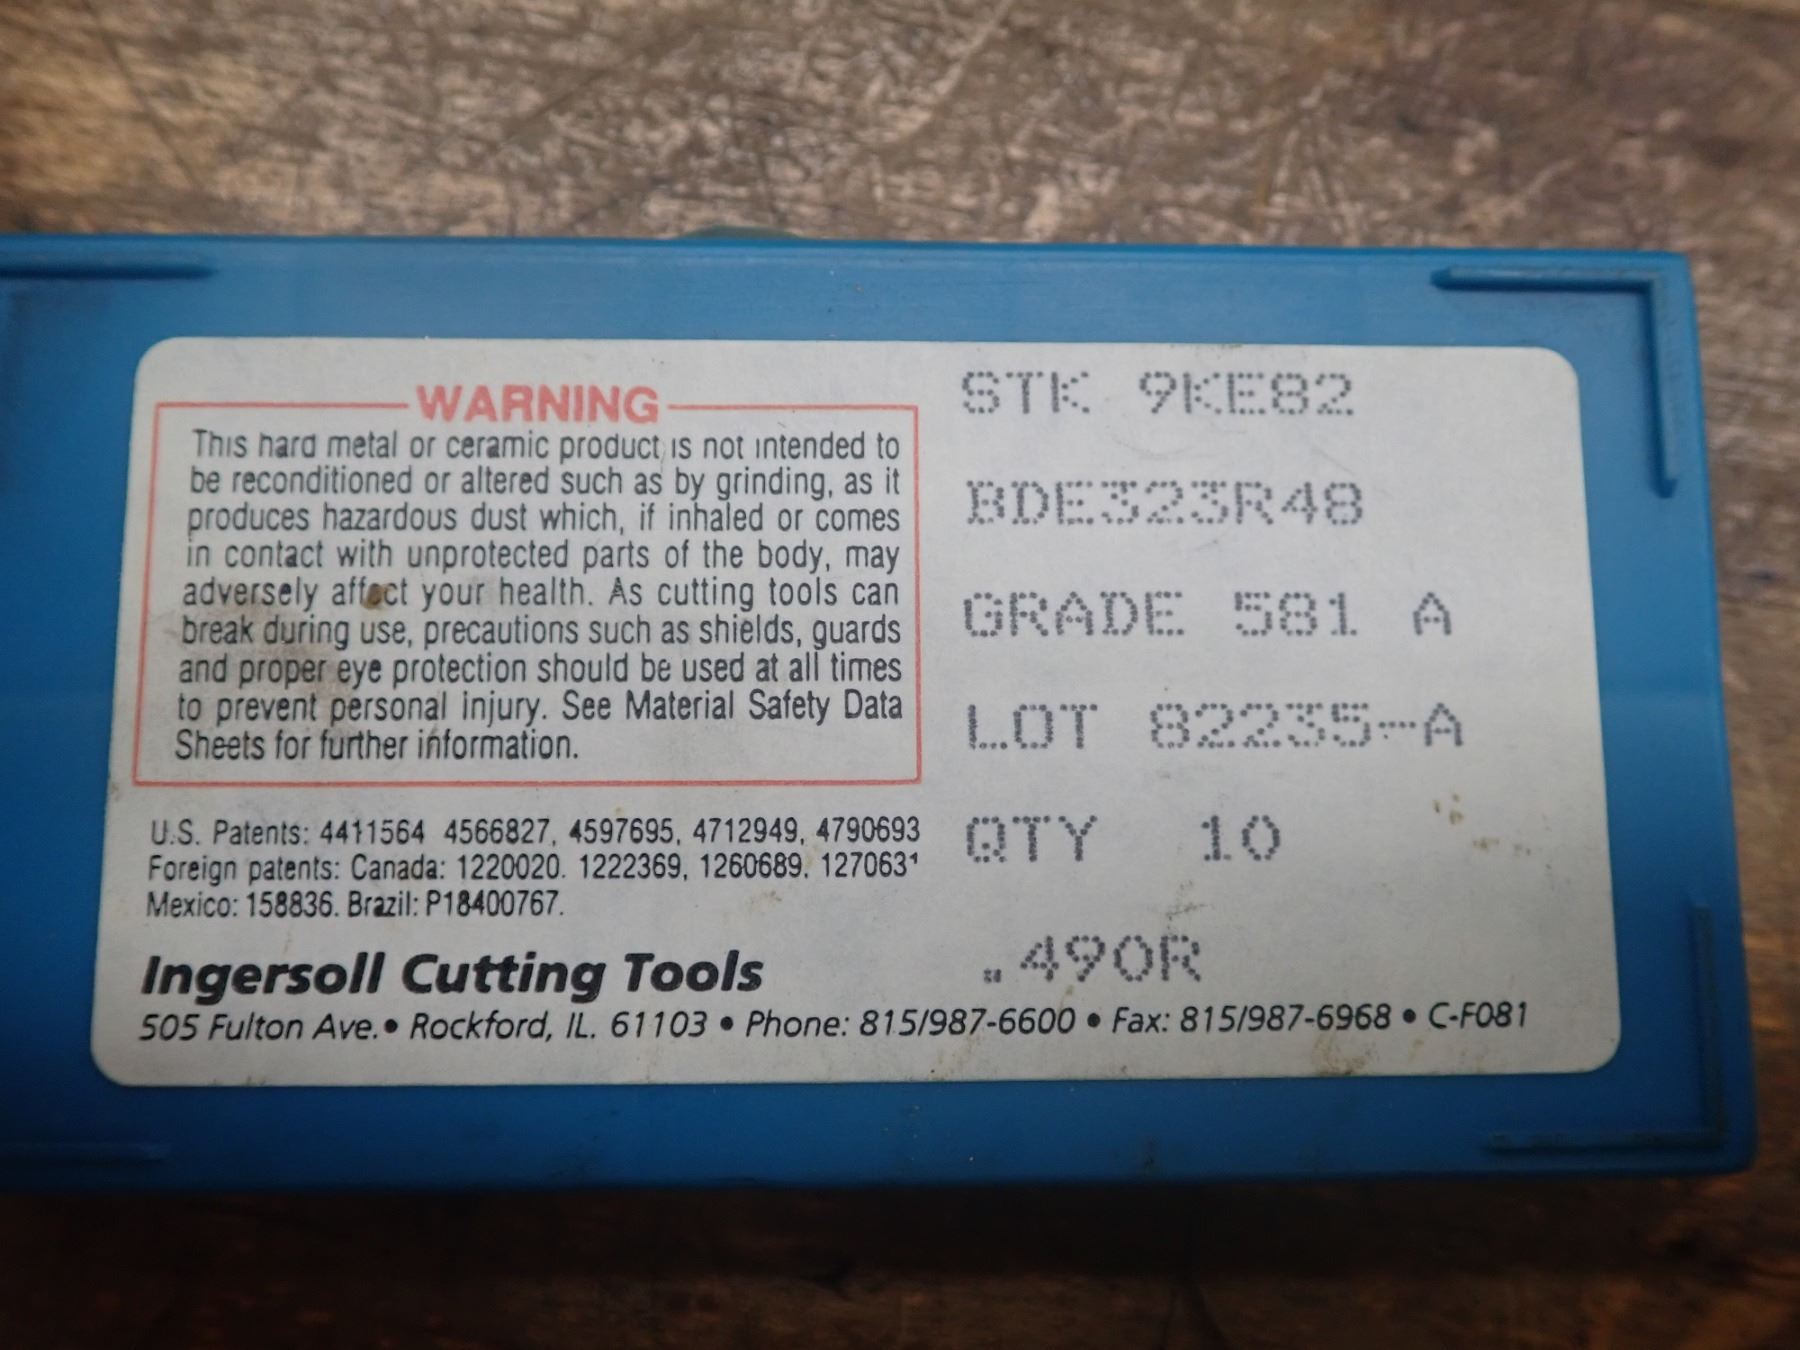 WARNING
This hard metal or ceramic product is not intended to
be reconditioned or altered such as by grinding, as it
produces hazardous dust which, if inhaled or comes
in contact with unprotected parts of the body, may
adversely affect your health. As cutting tools can
break during use, precautions such as shields, guards
and proper eye protection should be used at all times
to prevent personal injury. See Material Safety Data
Sheets for further information.
U.S. Patents: 4411564 4566827, 4597695, 4712949, 4790693
Foreign patents: Canada: 1220020. 1222369, 1260689, 1270631
Mexico: 158836. Brazil: P18400767.
STK 9KE82
BDE323R48
GRADE 581 A
LOT 82235-A
QTY 10
.490R
Ingersoll Cutting Tools
505 Fulton Ave. • Rockford, IL. 61103 • Phone: 815/987-6600 • Fax: 815/987-6968 • C-F081